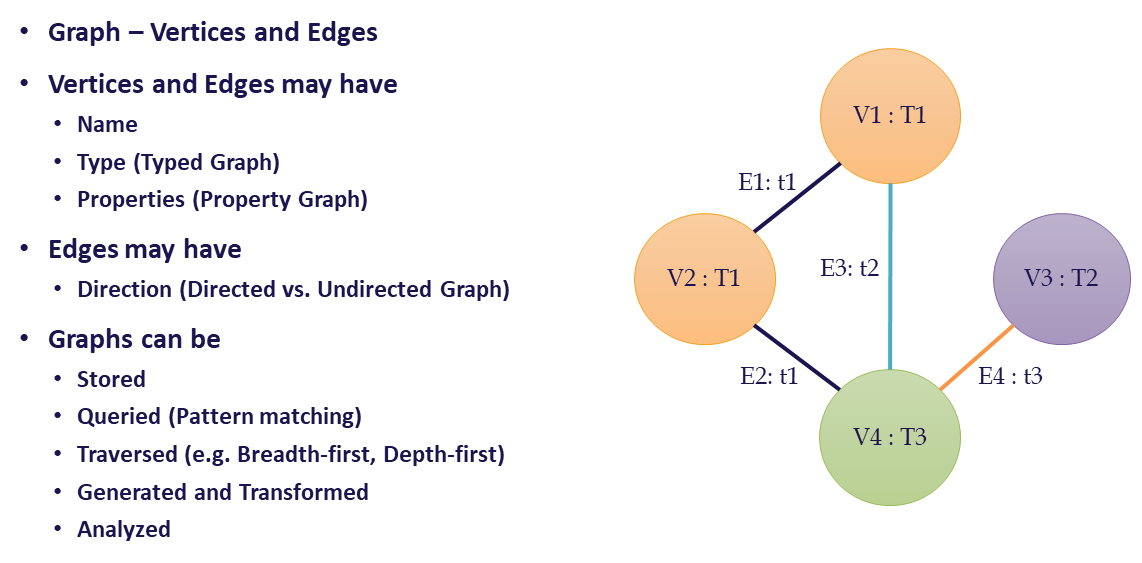 • Graph – Vertices and Edges
• Vertices and Edges may have
• Name
• Type (Typed Graph)
• Properties (Property Graph)
• Edges may have
• Direction (Directed vs. Undirected Graph)
• Graphs can be
• Stored
• Queried (Pattern matching)
• Traversed (e.g. Breadth-first, Depth-first)
• Generated and Transformed
• Analyzed
V1 : T1
E1: t1
E3: t2
V2 : T1
V3 : T2
E2: t1
E4 : t3
V4 : T3